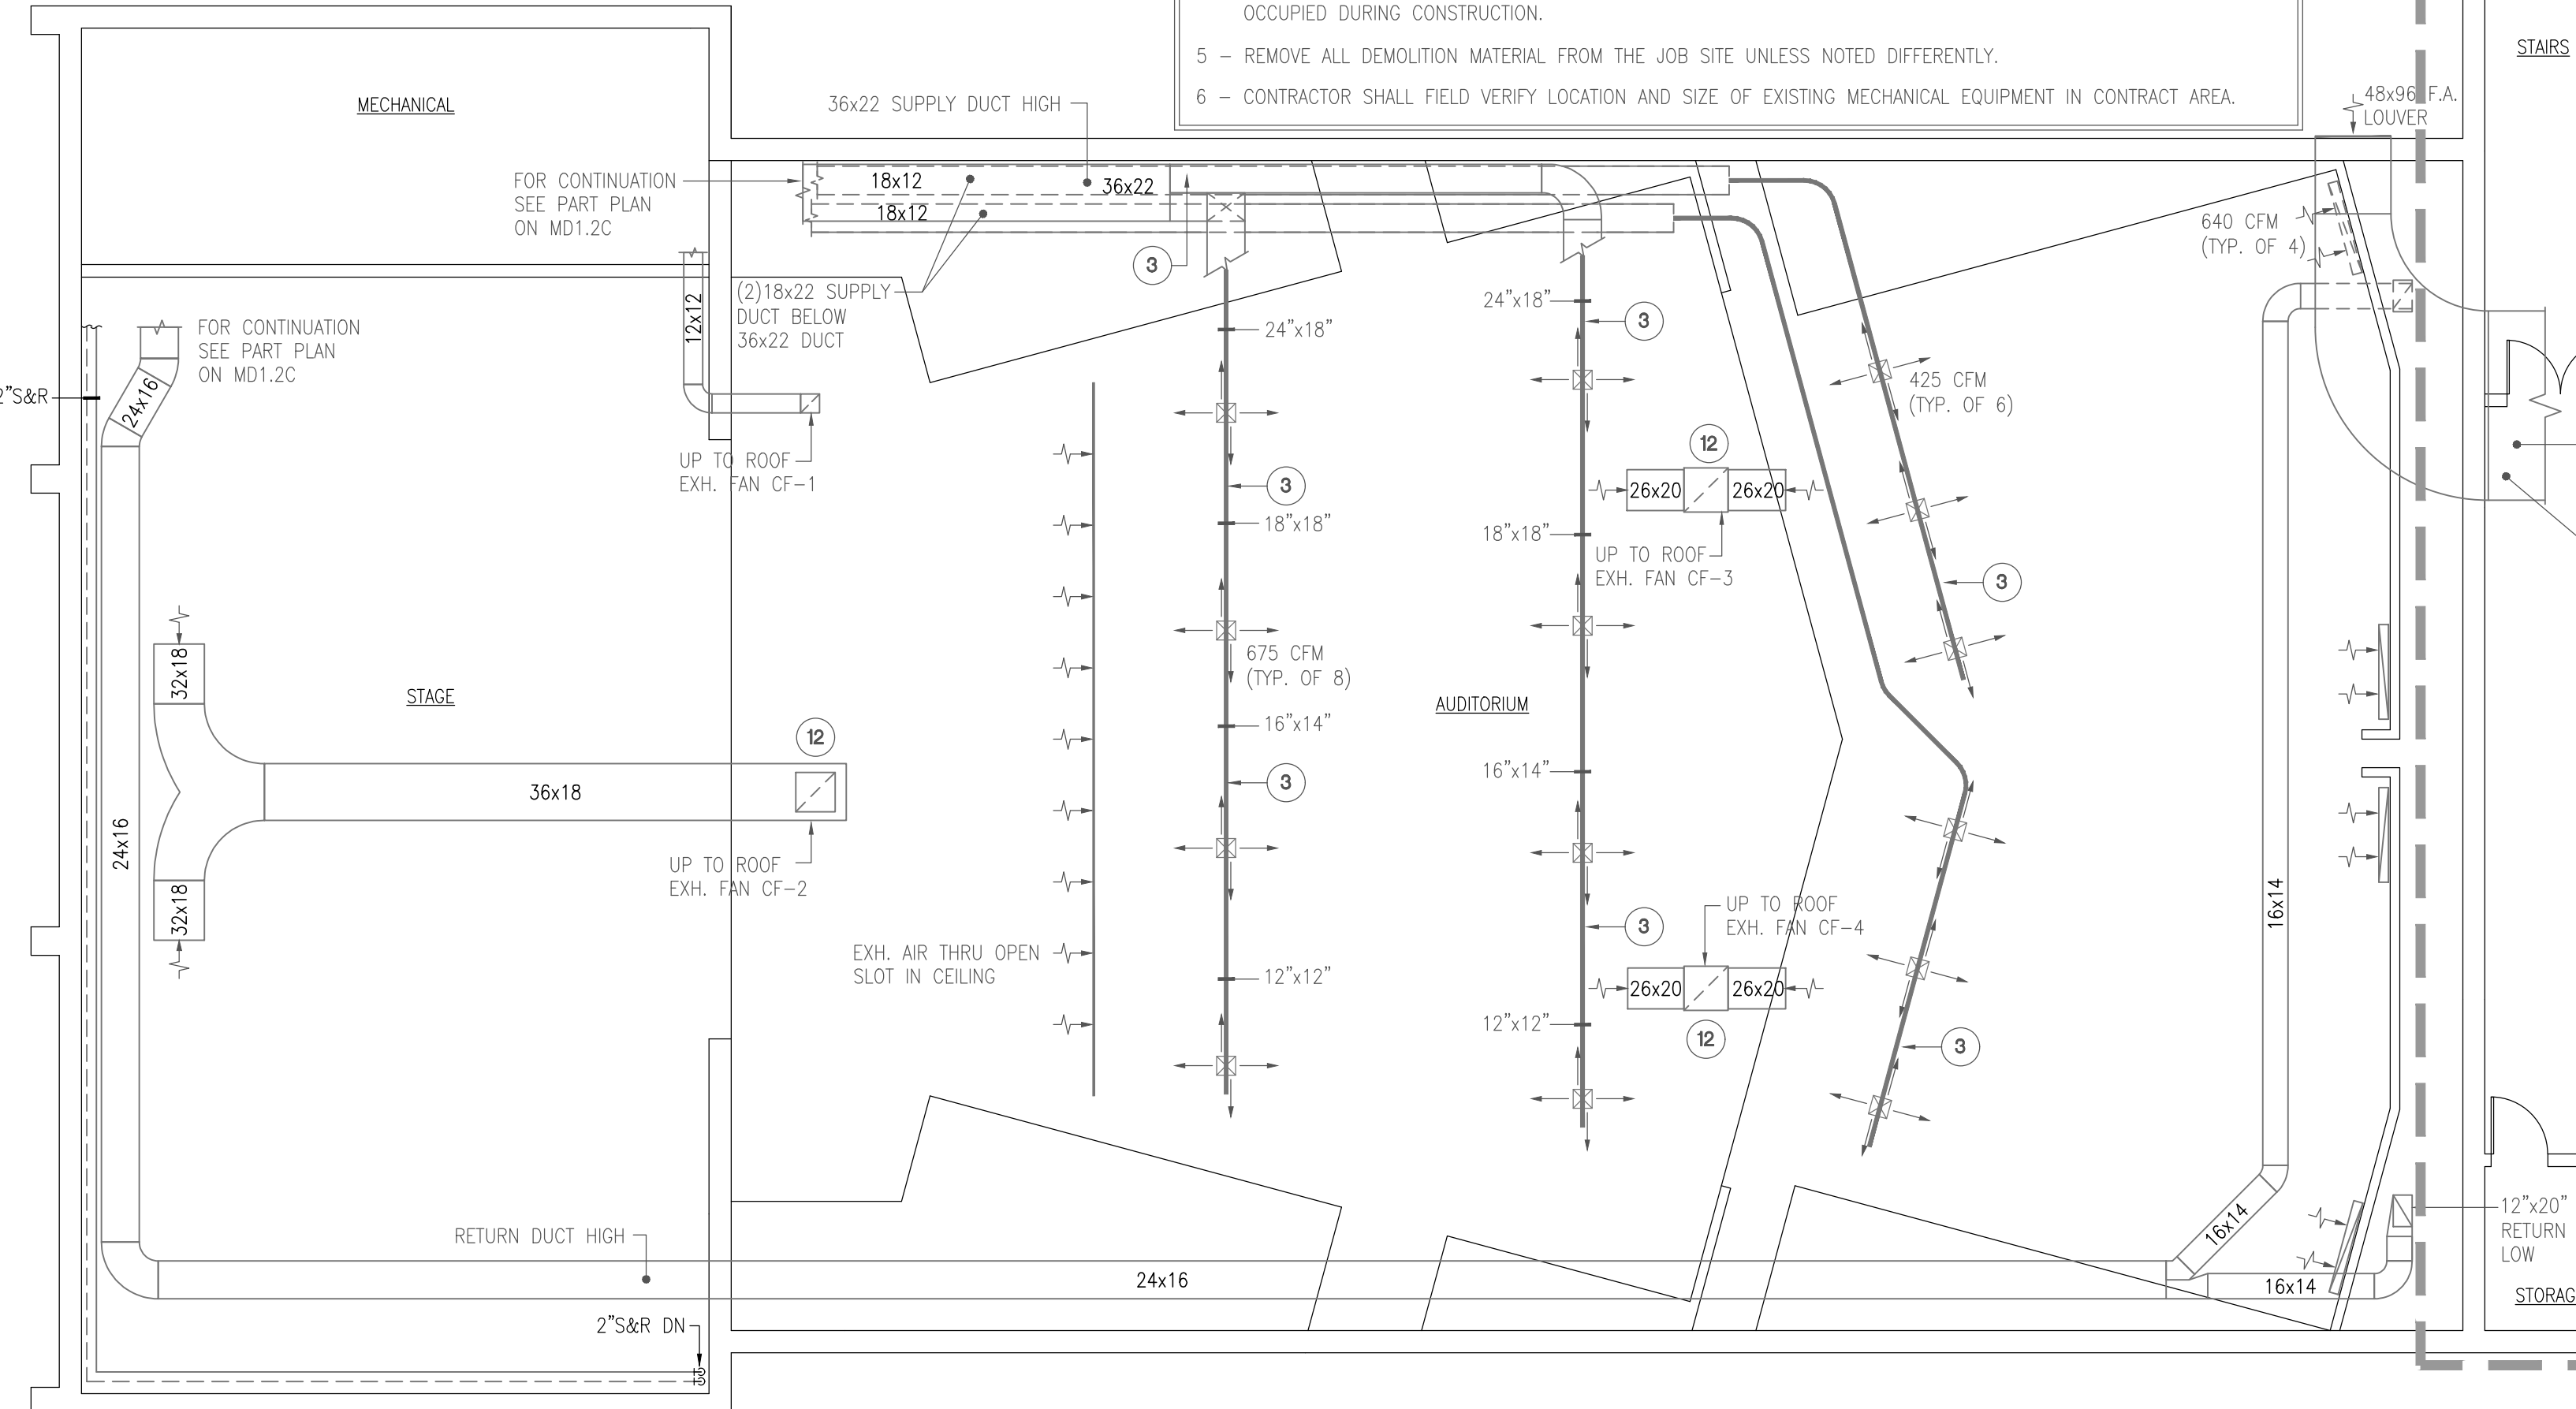 OCCUPIED DURING CONSTRUCTION.
5 – REMOVE ALL DEMOLITION MATERIAL FROM THE JOB SITE UNLESS NOTED DIFFERENTLY.
6 – CONTRACTOR SHALL FIELD VERIFY LOCATION AND SIZE OF EXISTING MECHANICAL EQUIPMENT IN CONTRACT AREA.
STAIRS
MECHANICAL
36x22 SUPPLY DUCT HIGH
48x96 F.A.
LOUVER
FOR CONTINUATION
SEE PART PLAN
ON MD1.2C
18x12
36x22
18x12
3
640 CFM
(TYP. OF 4)
(2)18x22 SUPPLY
DUCT BELOW
36x22 DUCT
12x12
FOR CONTINUATION
SEE PART PLAN
ON MD1.2C
24x16
2"S&R
24"x18"
24"x18"
3
425 CFM
(TYP. OF 6)
UP TO ROOF
EXH. FAN CF-1
3
18"x18"
18"x18"
12
26x20
26x20
UP TO ROOF
EXH. FAN CF-3
3
32x18
STAGE
675 CFM
(TYP. OF 8)
AUDITORIUM
16"x14"
16"x14"
12
36x18
3
24x16
UP TO ROOF
EXH. FAN CF-2
32x18
EXH. AIR THRU OPEN
SLOT IN CEILING
12"x12"
12"x12"
3
UP TO ROOF
EXH. FAN CF-4
26x20
26x20
12
3
16x14
16x14
12"x20"
RETURN
LOW
RETURN DUCT HIGH
24x16
16x14
STORAG
2"S&R DN